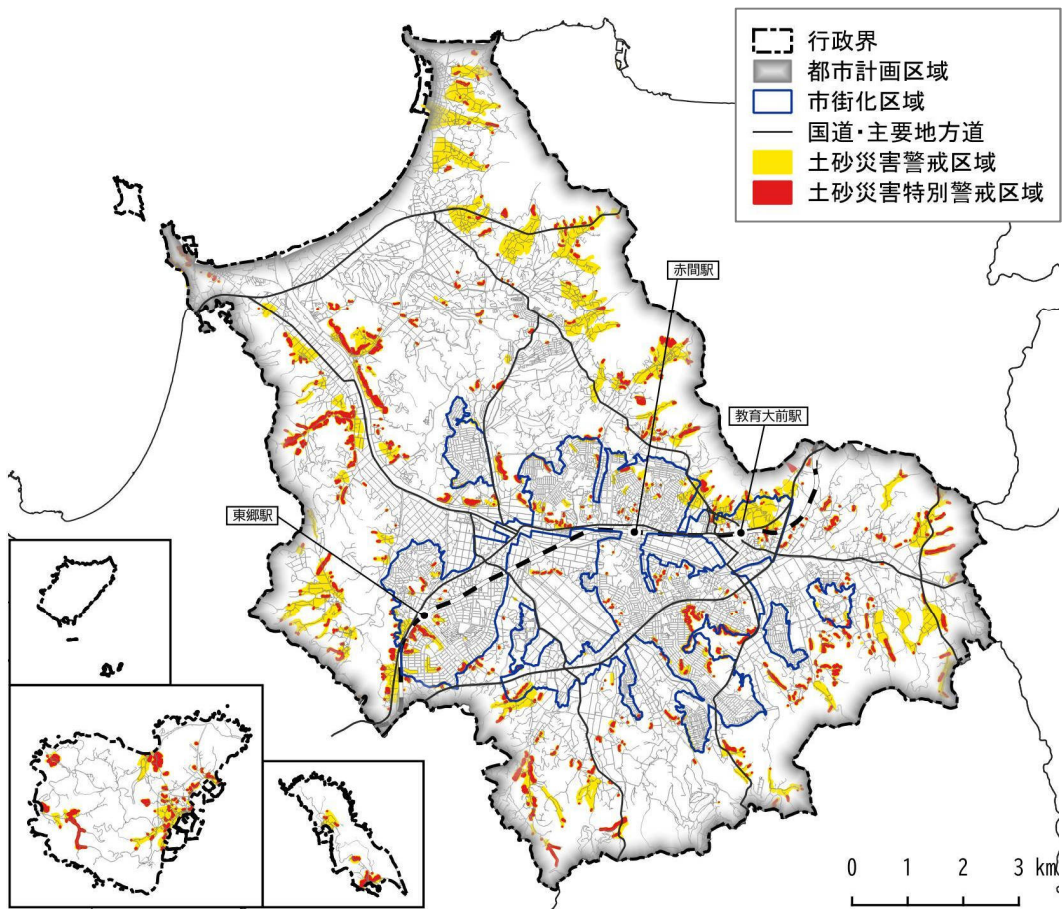 行政界
都市計画区域
市街化区域
国道・主要地方道
土砂災害警戒区域
土砂災害特別警戒区域
赤間駅
教育大前駅
東郷駅
0 1 2 3 km